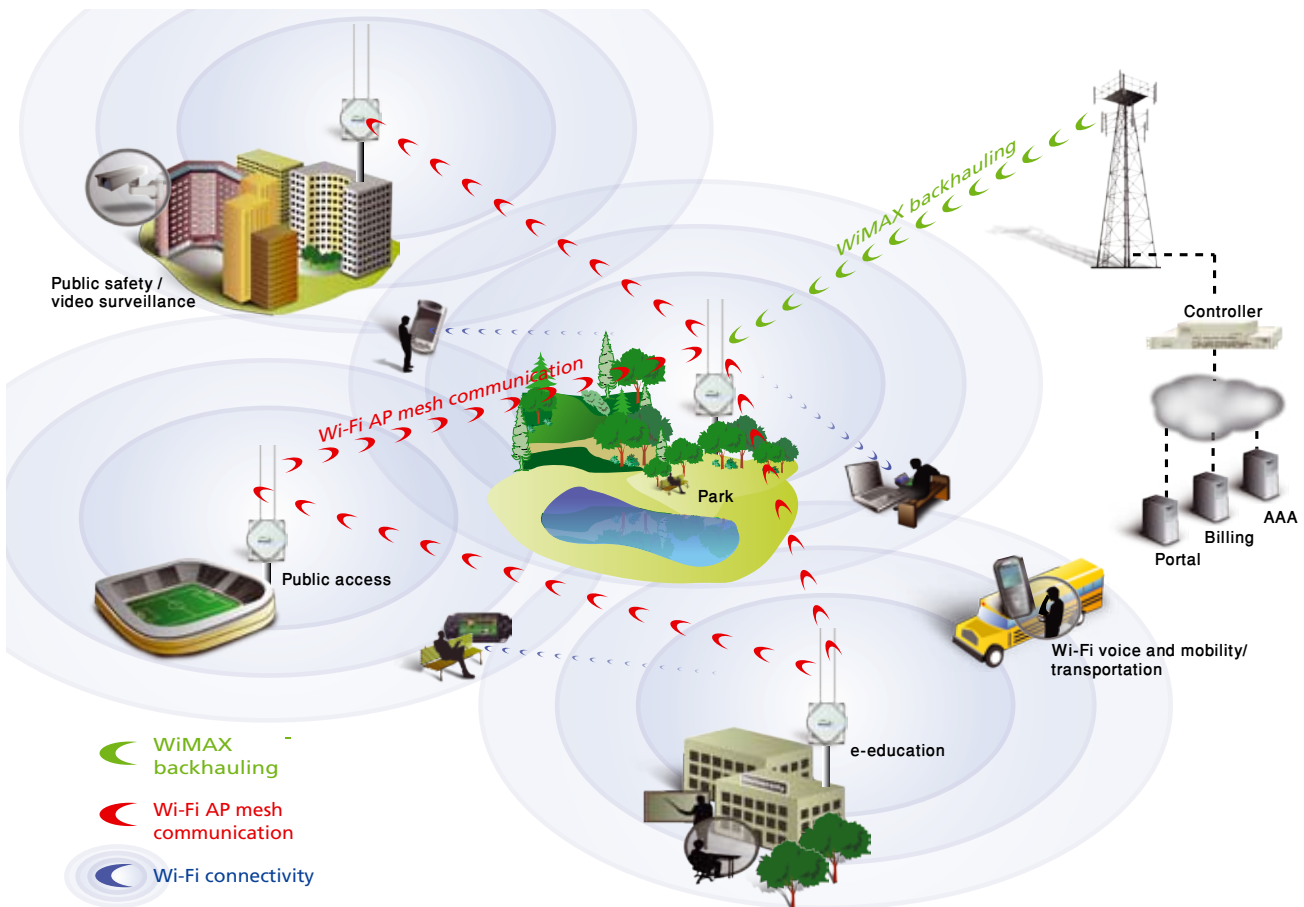 WiMAX backhauling
Public safety /
video surveillance
Controller
Wi-Fi AP mesh communication
Park
AAA
Billing
Portal
Public access
Wi-Fi voice and mobility/
transportation
e-education
WiMAX
backhauling
Wi-Fi AP mesh
communication
Wi-Fi connectivity